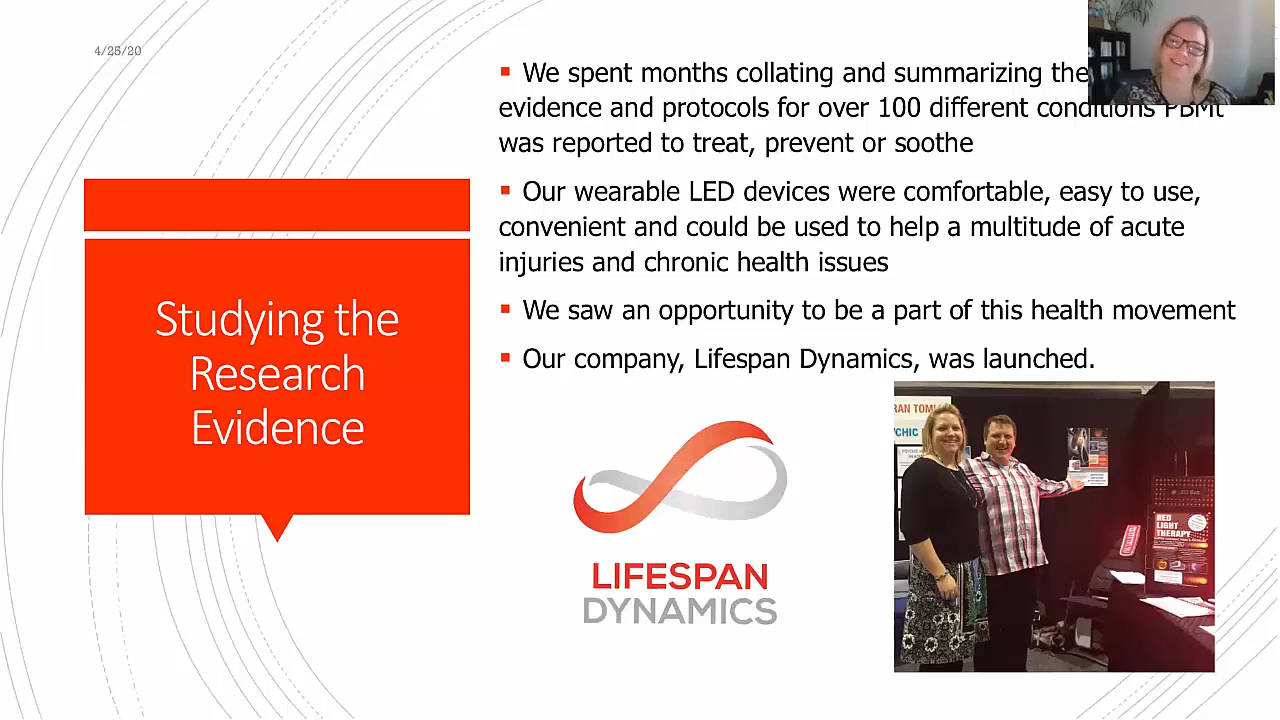 4/25/20
▪ We spent months collating and summarizing the
evidence and protocols for over 100 different conditions PBMt
was reported to treat, prevent or soothe
▪ Our wearable LED devices were comfortable, easy to use,
convenient and could be used to help a multitude of acute
injuries and chronic health issues
▪ We saw an opportunity to be a part of this health movement
▪ Our company, Lifespan Dynamics, was launched.
Studying the
Research
Evidence
LIFESPAN
DYNAMICS
RAN TOM
YCHIC
RED
LIGHT
THERAPY